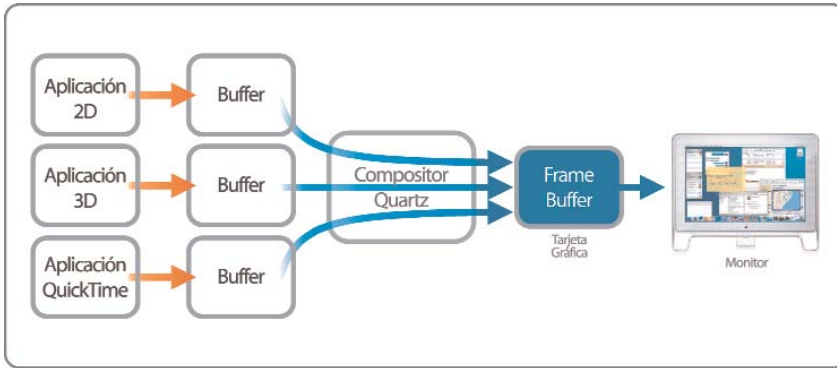 Aplicación
2D
Buffer
Aplicación
3D
Buffer
Compositor
Quartz
Frame
Buffer
Tarjeta
Gráfica
Monitor
Aplicación
QuickTime
Buffer